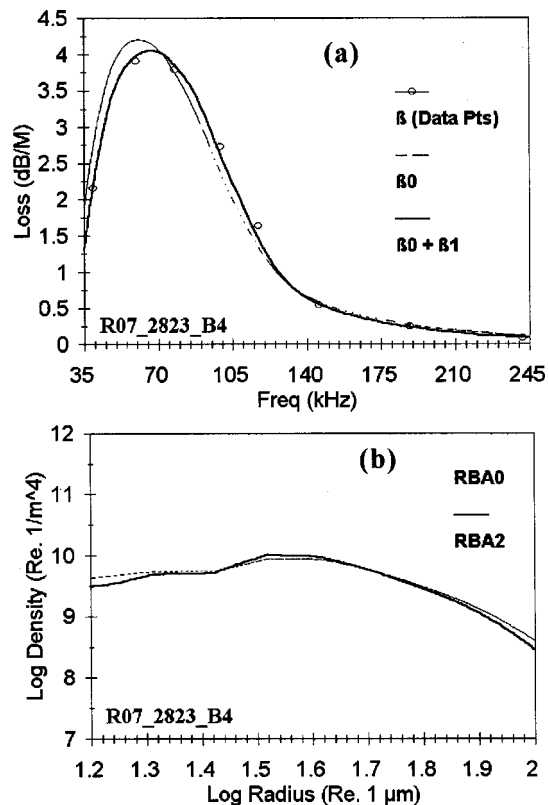 (a)
4.5
4
3.5
3
2.5
2
1.5
1
0.5
0
Loss (dB/M)
ß (Data Pts)
ß0
ß0 + ß1
R07_2823_B4
35 70 105 140 175 210 245
Freq (kHz)
(b)
12
11
10
9
8
7
Log Density (Re. 1/m^4)
RBA0
RBA2
R07_2823_B4
1.2 1.3 1.4 1.5 1.6 1.7 1.8 1.9 2
Log Radius (Re. 1 µm)